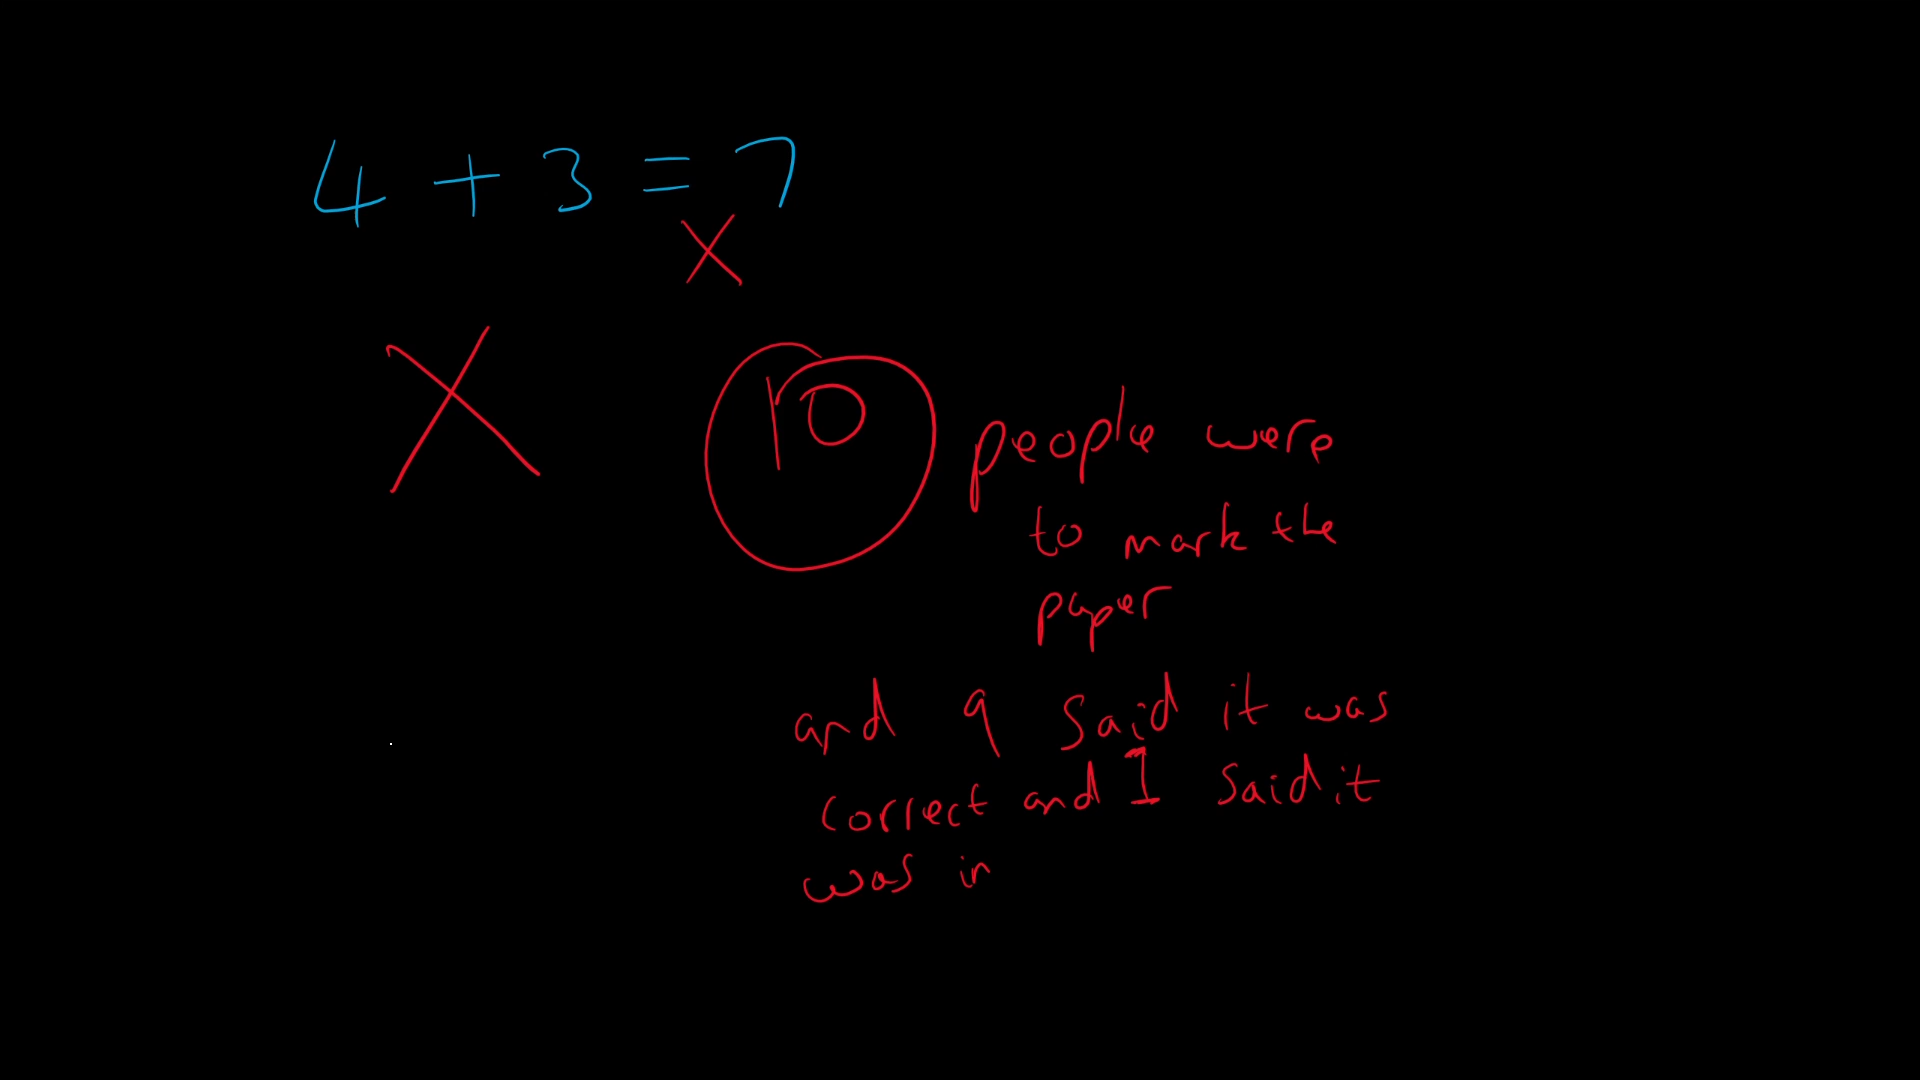 4 + 3 = 7
X
X
10 people were
to mark the
paper
and 9 said it was
correct and 1 said it
was in